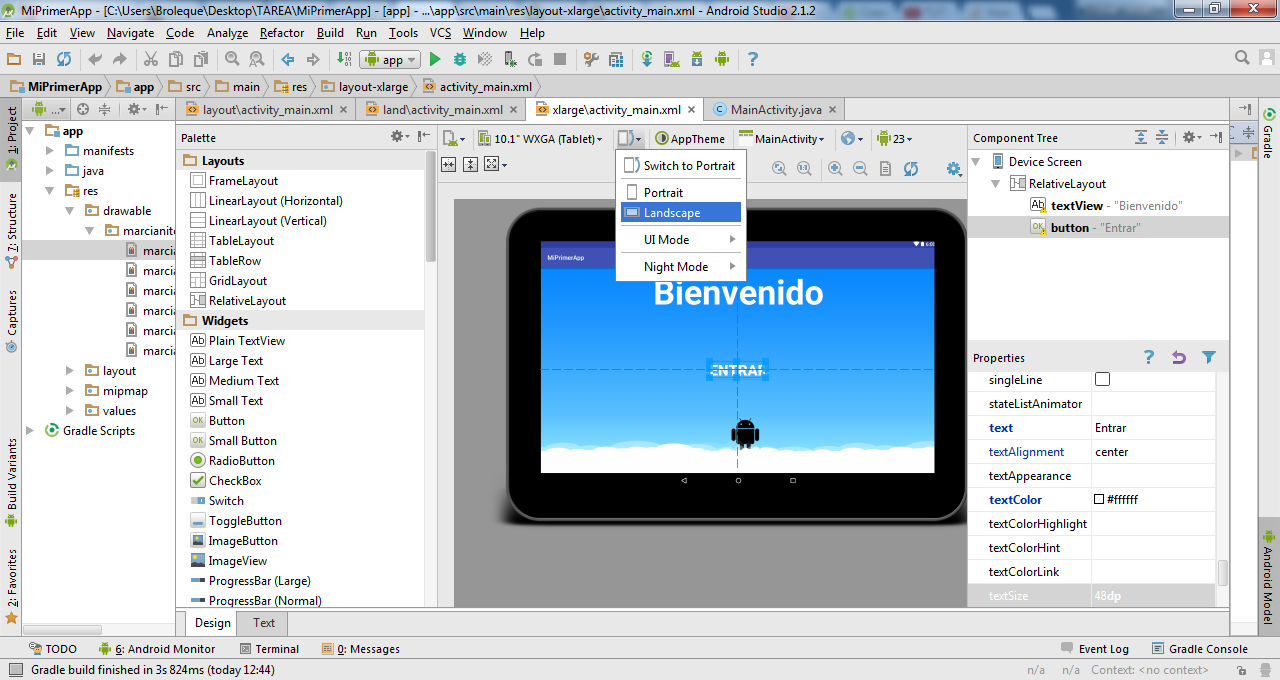 MiPrimerApp - [C:\Users\Broleque\Desktop\TAREA\MiPrimerApp] - [app] - ...\app\src\main\res\layout-xlarge\activity_main.xml - Android Studio 2.1.2
File Edit View Navigate Code Analyze Refactor Build Run Tools VCS Window Help
app
MiPrimerApp app src main res layout-xlarge activity_main.xml
layout\activity_main.xml land\activity_main.xml xlarge\activity_main.xml MainActivity.java
1: Project
7: Structure
Captures
Build Variants
2: Favorites
app
manifests
java
res
drawable
marcianit
marcia
marcia
marcia
marcia
marcia
marcia
layout
mipmap
values
Gradle Scripts
Palette
Layouts
FrameLayout
LinearLayout (Horizontal)
LinearLayout (Vertical)
TableLayout
TableRow
GridLayout
RelativeLayout
Widgets
Plain TextView
Large Text
Medium Text
Small Text
Button
Small Button
RadioButton
CheckBox
Switch
ToggleButton
ImageButton
ImageView
ProgressBar (Large)
ProgressBar (Normal)
Design Text
10.1" WXGA (Tablet) AppTheme MainActivity 23
Switch to Portrait
Portrait
Landscape
UI Mode
Night Mode
6:00
MiPrimerApp
Bienvenido
ENTRAR
Component Tree
Device Screen
RelativeLayout
textView - "Bienvenido"
button - "Entrar"
Properties
singleLine
stateListAnimator
text Entrar
textAlignment center
textAppearance
textColor #ffffff
textColorHighlight
textColorHint
textColorLink
textSize 48dp
Gradle
Android Model
TODO 6: Android Monitor Terminal 0: Messages Event Log Gradle Console
Gradle build finished in 3s 824ms (today 12:44) n/a n/a Context: <no context>